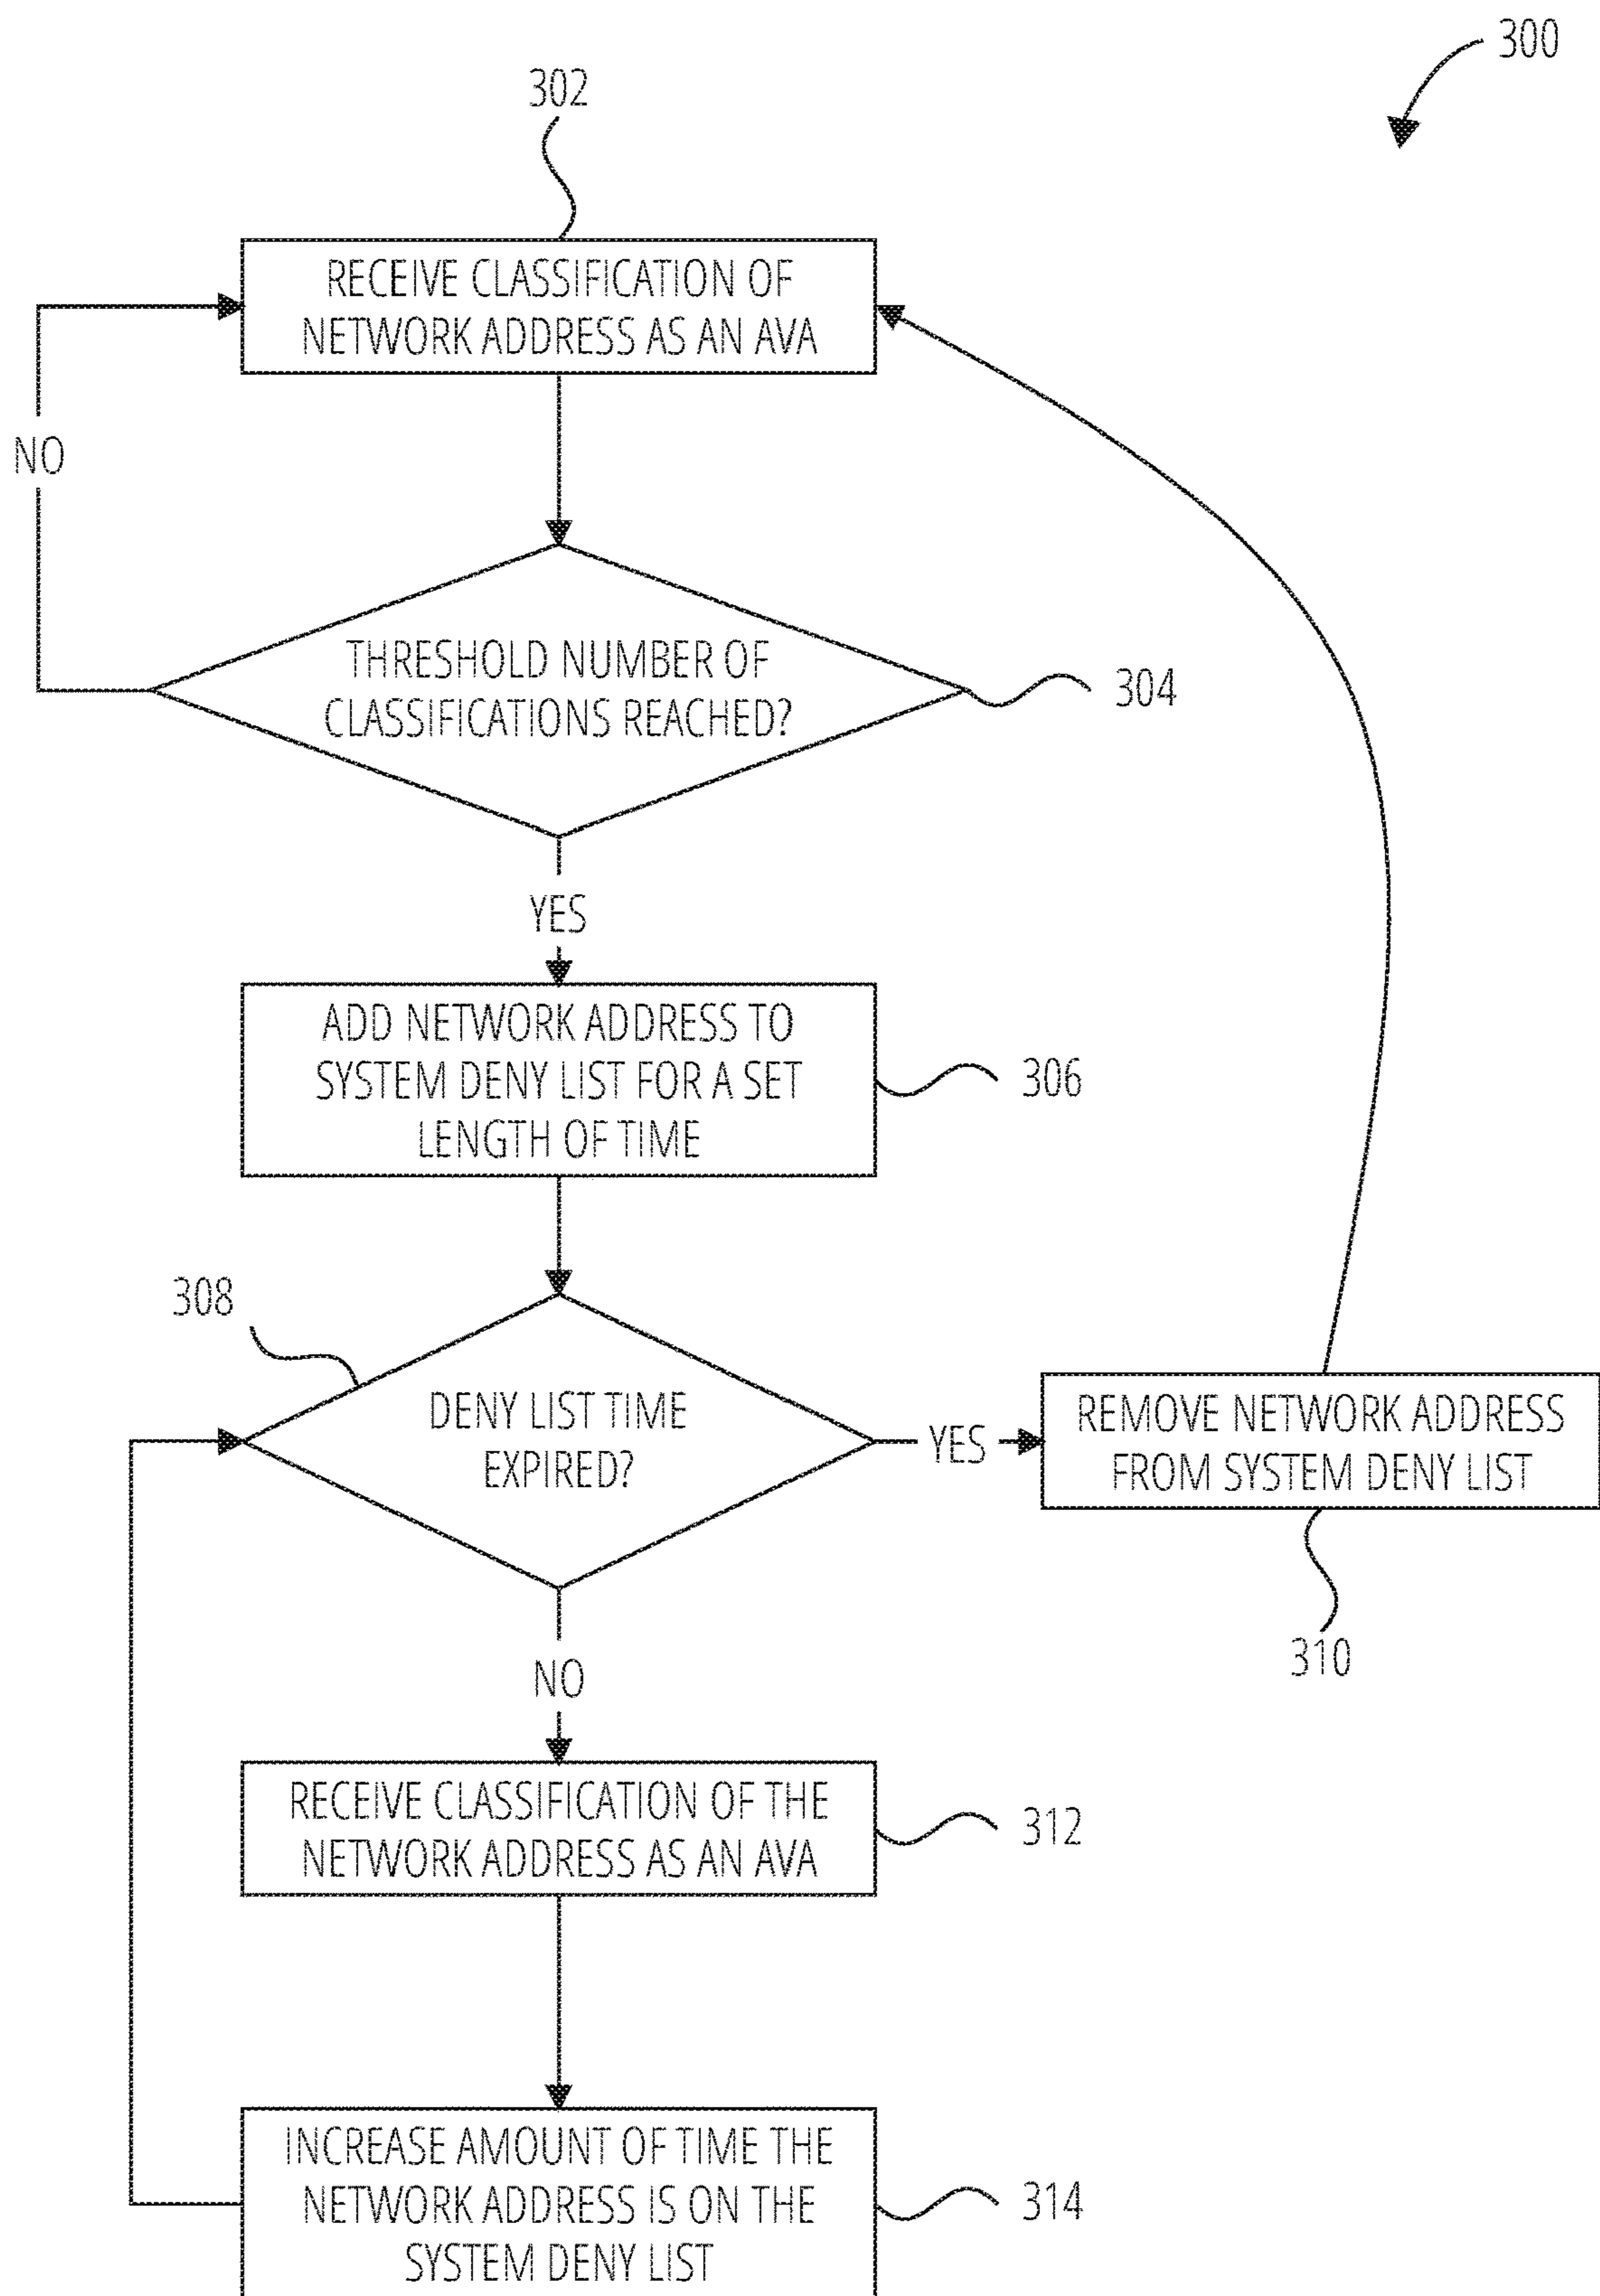 300
302
RECEIVE CLASSIFICATION OF
NETWORK ADDRESS AS AN AVA
NO
THRESHOLD NUMBER OF
CLASSIFICATIONS REACHED?
304
YES
ADD NETWORK ADDRESS TO
SYSTEM DENY LIST FOR A SET
LENGTH OF TIME
306
308
DENY LIST TIME
EXPIRED?
YES
REMOVE NETWORK ADDRESS
FROM SYSTEM DENY LIST
310
NO
RECEIVE CLASSIFICATION OF THE
NETWORK ADDRESS AS AN AVA
312
INCREASE AMOUNT OF TIME THE
NETWORK ADDRESS IS ON THE
SYSTEM DENY LIST
314